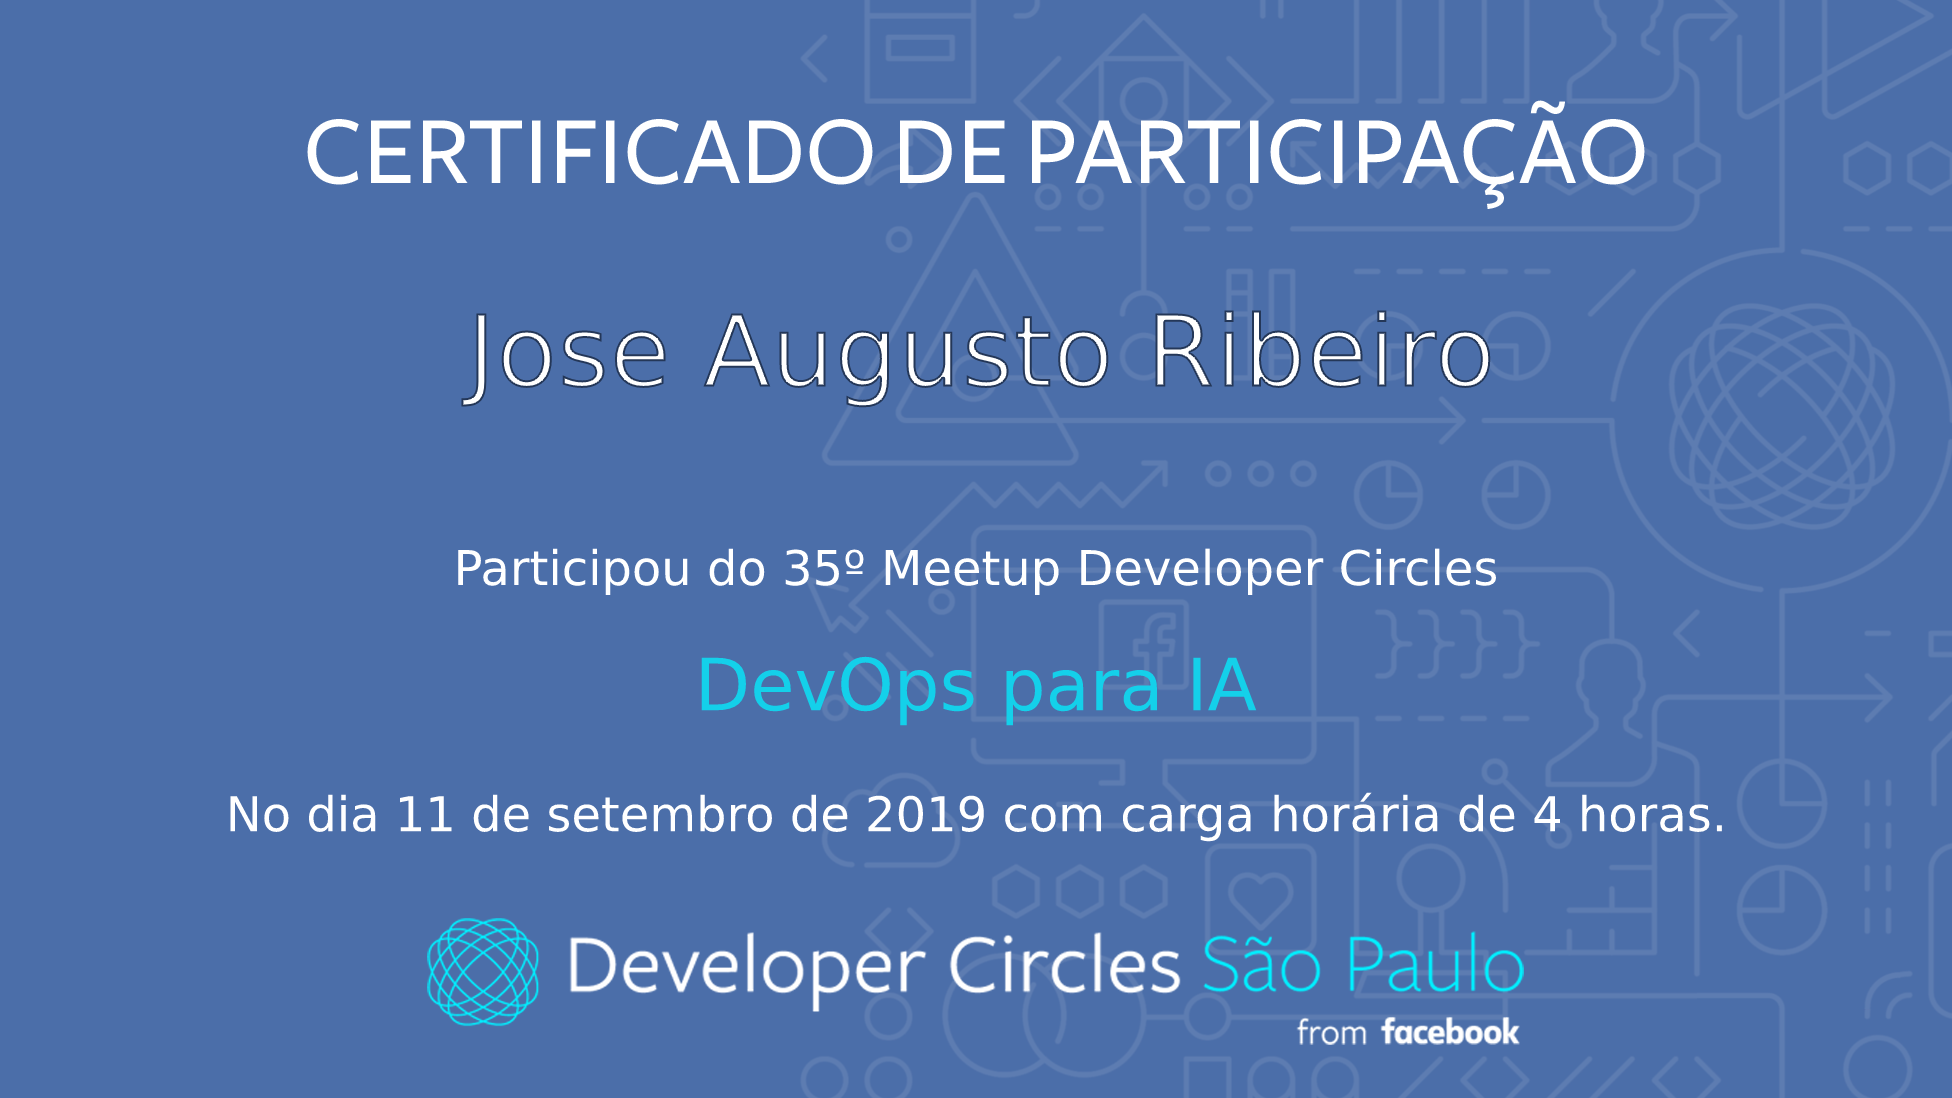 CERTIFICADO DE PARTICIPAÇÃO
Jose Augusto Ribeiro
Participou do 35º Meetup Developer Circles
DevOps para IA
No dia 11 de setembro de 2019 com carga horária de 4 horas.
Developer Circles São Paulo
from facebook